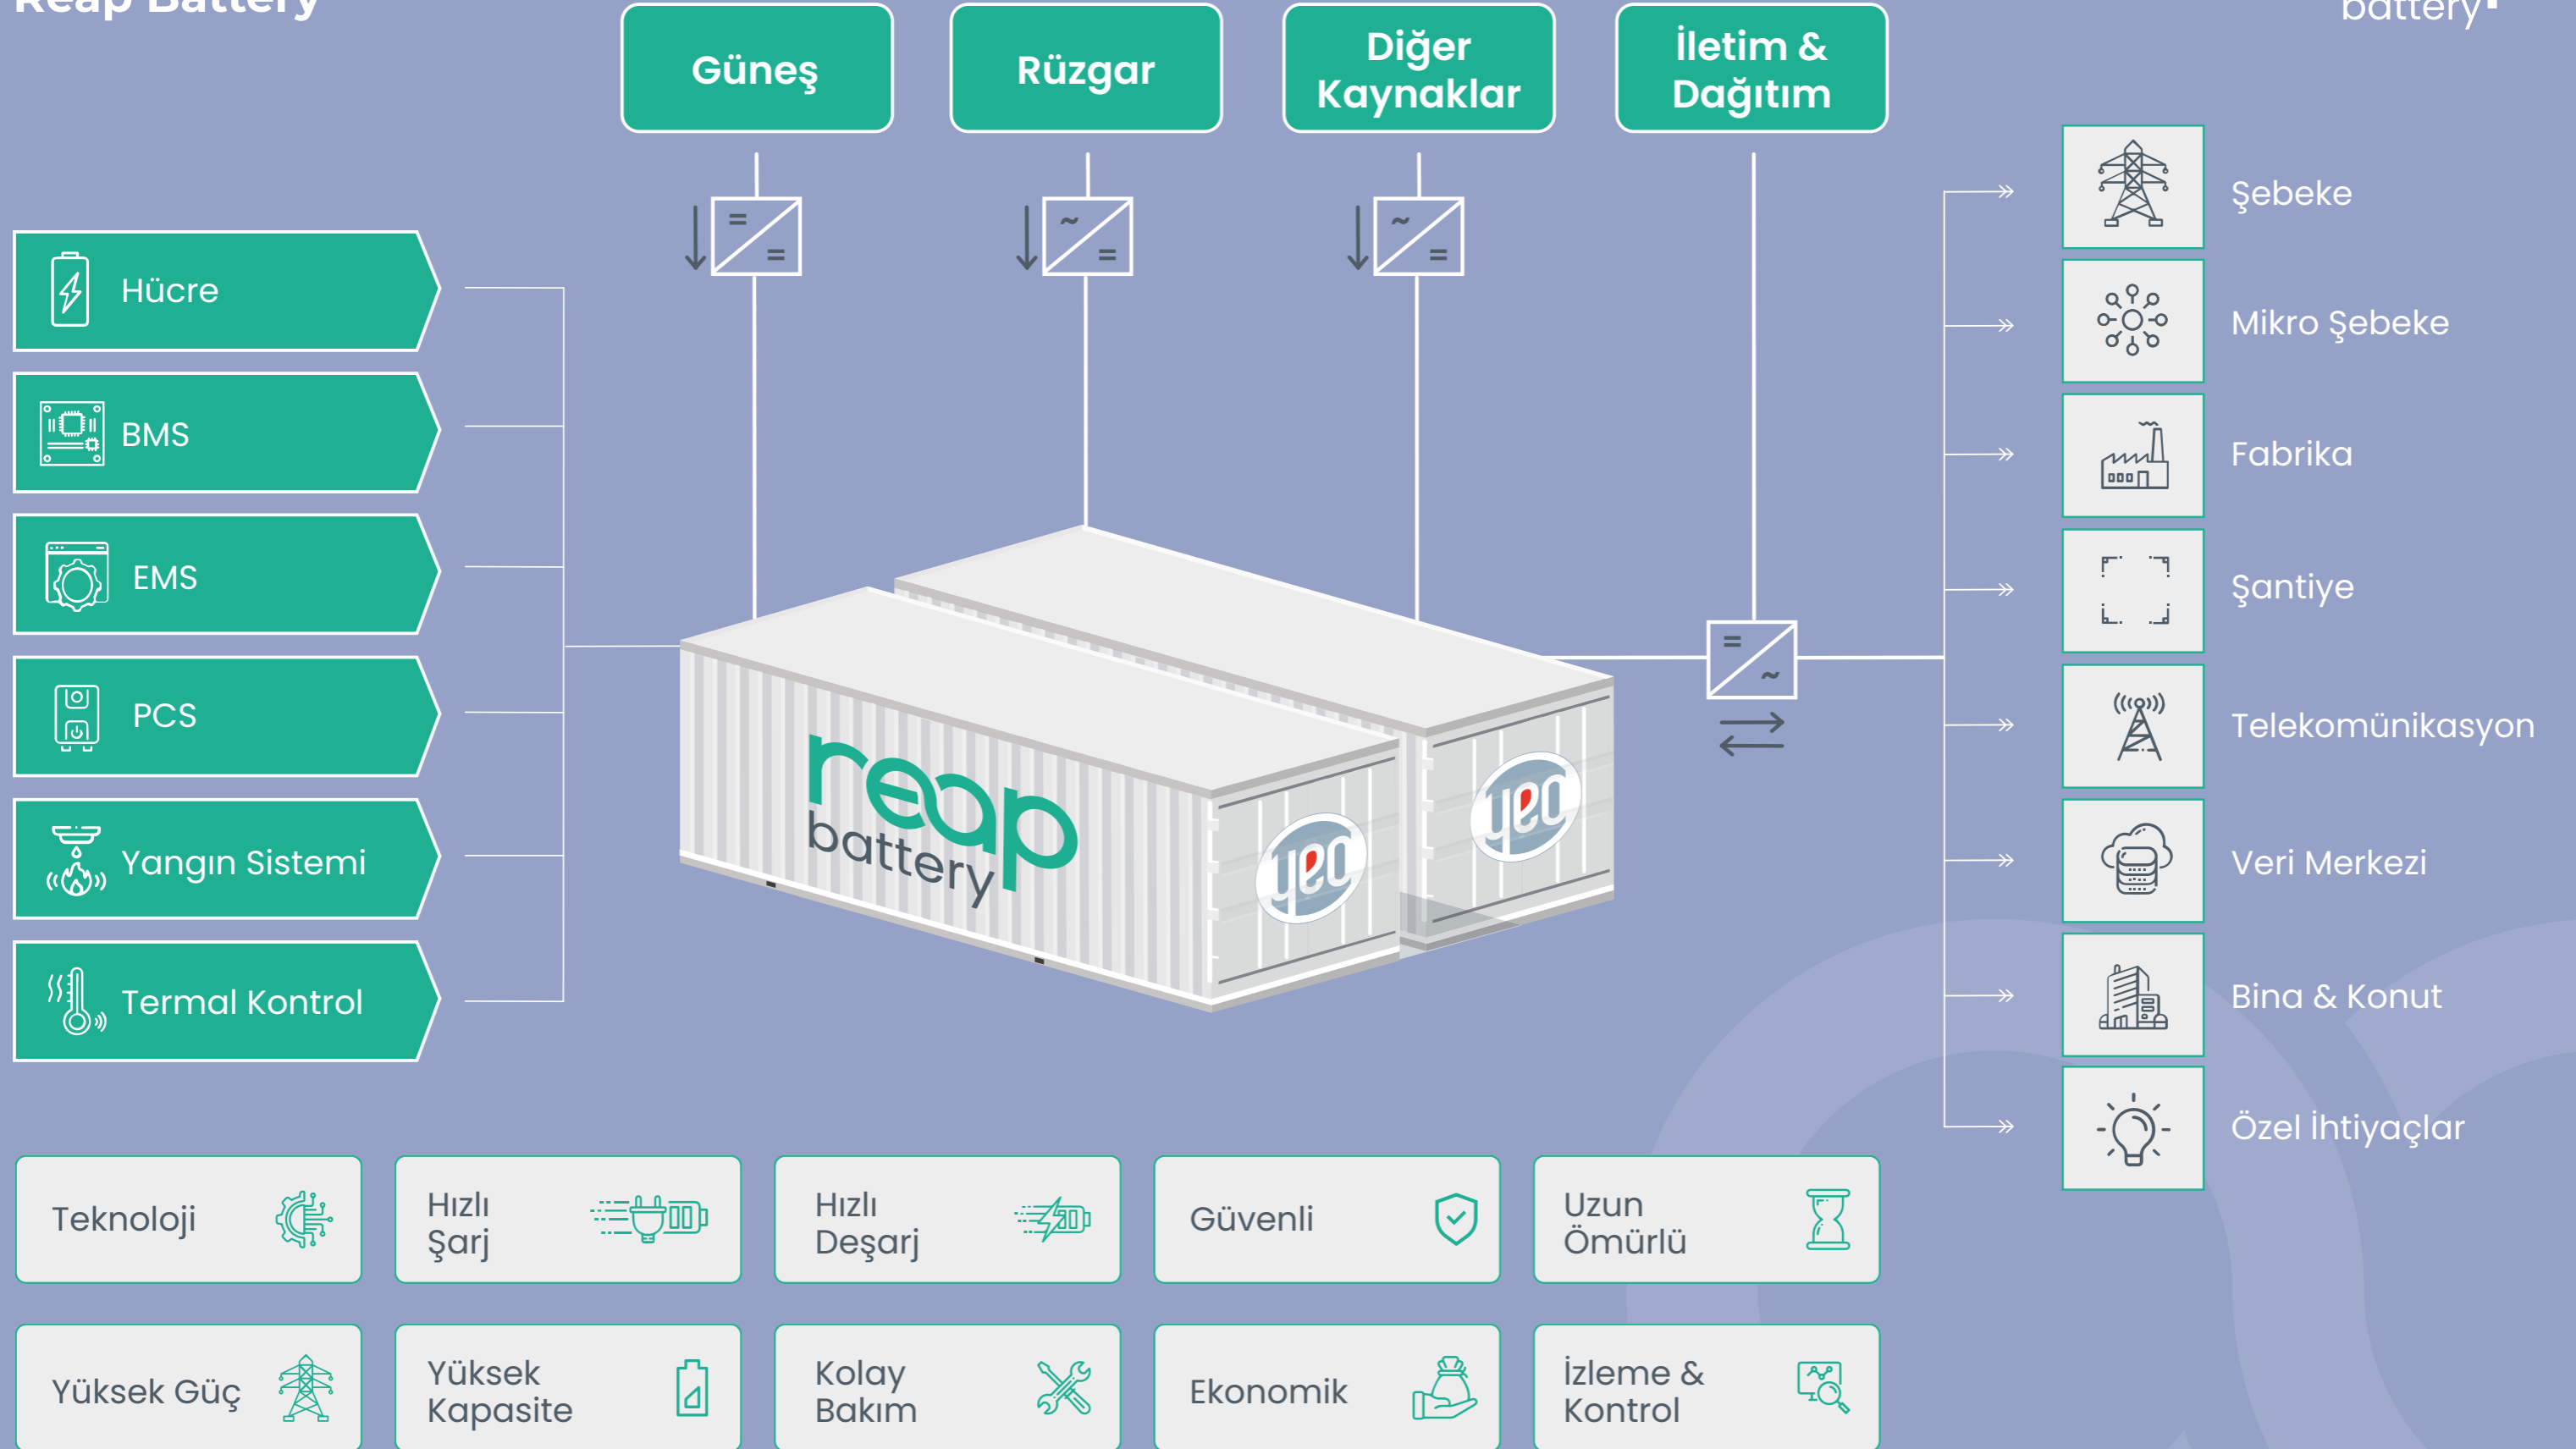 Reap Battery
battery
Güneş
Rüzgar
Diğer
Kaynaklar
İletim &
Dağıtım
Hücre
BMS
EMS
PCS
Yangın Sistemi
Termal Kontrol
reap
battery
yeo
yeo
Şebeke
Mikro Şebeke
Fabrika
Şantiye
Telekomünikasyon
Veri Merkezi
Bina & Konut
Özel İhtiyaçlar
Teknoloji
Hızlı
Şarj
Hızlı
Deşarj
Güvenli
Uzun
Ömürlü
Yüksek Güç
Yüksek
Kapasite
Kolay
Bakım
Ekonomik
İzleme &
Kontrol